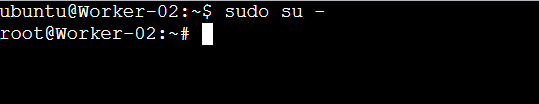 ubuntu@Worker-02:~$ sudo su -
root@Worker-02:~#